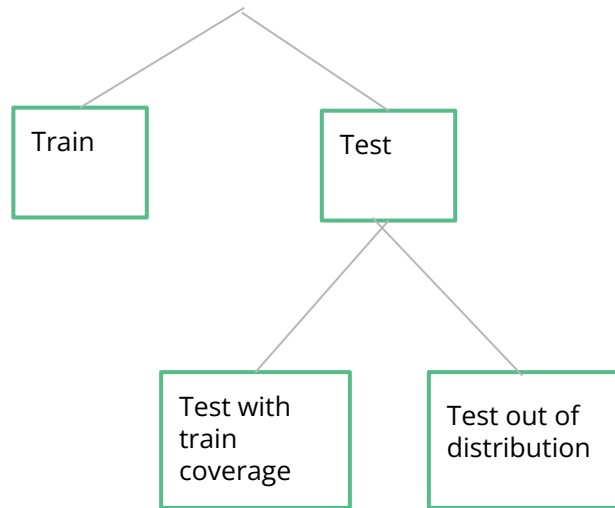 Train
Test
Test with
train
coverage
Test out of
distribution